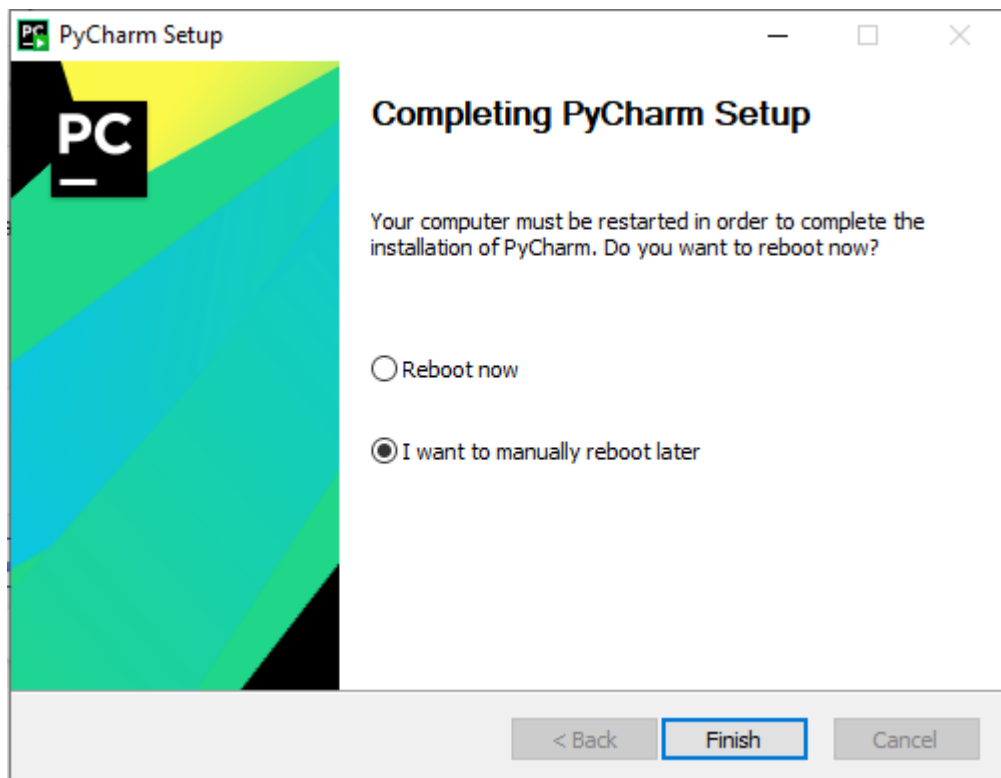 PyCharm Setup
PC
Completing PyCharm Setup
Your computer must be restarted in order to complete the
installation of PyCharm. Do you want to reboot now?
Reboot now
I want to manually reboot later
< Back
Finish
Cancel